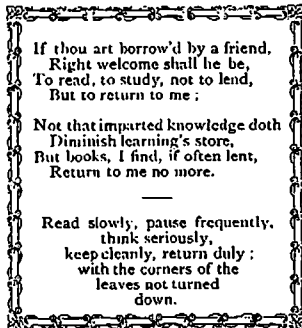 If thou art borrow'd by a friend,
Right welcome shall he be,
To read, to study, not to lend,
But to return to me ;
Not that imparted knowledge doth
Diminish learning's store,
But books, I find, if often lent,
Return to me no more.
Read slowly, pause frequently,
think seriously,
keep cleanly, return duly ;
with the corners of the
leaves not turned
down.